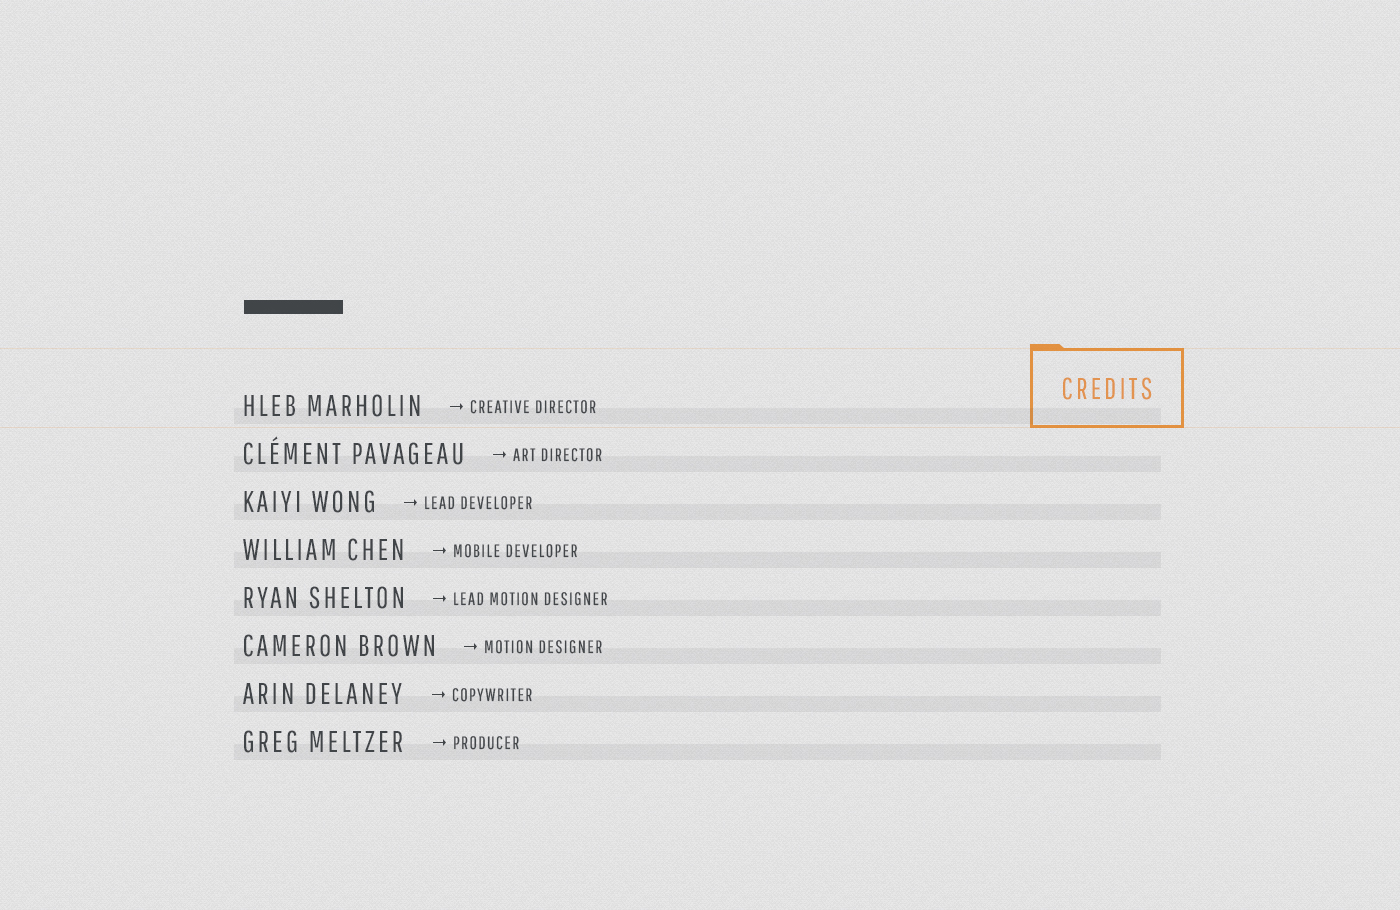 CREDITS
HLEB MARHOLIN → CREATIVE DIRECTOR
CLÉMENT PAVAGEAU → ART DIRECTOR
KAIYI WONG → LEAD DEVELOPER
WILLIAM CHEN → MOBILE DEVELOPER
RYAN SHELTON → LEAD MOTION DESIGNER
CAMERON BROWN → MOTION DESIGNER
ARIN DELANEY → COPYWRITER
GREG MELTZER → PRODUCER